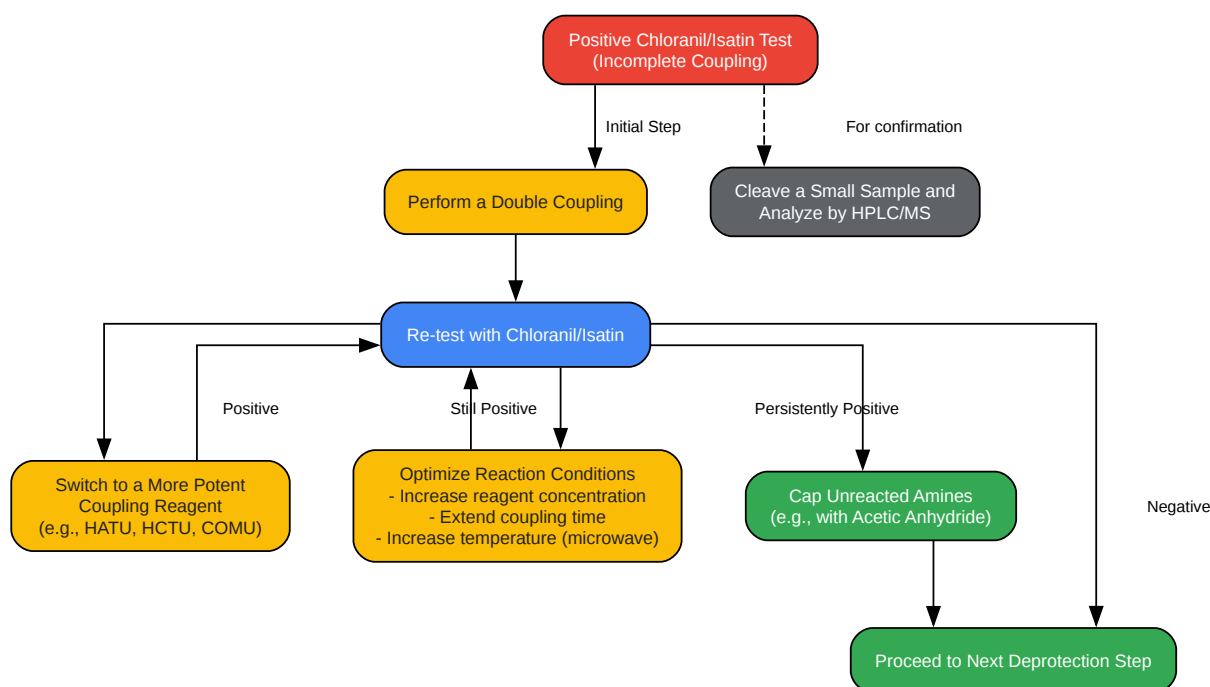 Positive Chloranil/Isatin Test
(Incomplete Coupling)
Initial Step
For confirmation
Perform a Double Coupling
Cleave a Small Sample and
Analyze by HPLC/MS
Re-test with Chloranil/Isatin
Positive
Still Positive
Persistently Positive
Switch to a More Potent
Coupling Reagent
(e.g., HATU, HCTU, COMU)
Optimize Reaction Conditions
- Increase reagent concentration
- Extend coupling time
- Increase temperature (microwave)
Cap Unreacted Amines
(e.g., with Acetic Anhydride)
Negative
Proceed to Next Deprotection Step